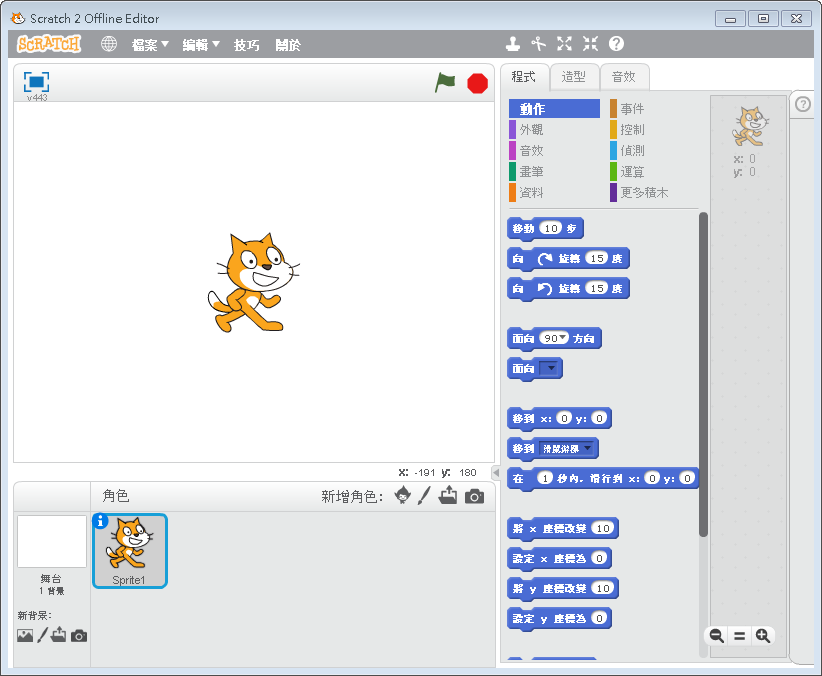 Scratch 2 Offline Editor
SCRATCH 檔案 編輯 技巧 關於
v443
程式 造型 音效
動作 事件
外觀 控制
音效 偵測
畫筆 運算
資料 更多積木
x: 0
y: 0
移動 10 步
向 旋轉 15 度
向 旋轉 15 度
面向 90 方向
面向
移到 x: 0 y: 0
移到 滑鼠游標
在 1 秒內, 滑行到 x: 0 y: 0
將 x 座標改變 10
設定 x 座標為 0
將 y 座標改變 10
設定 y 座標為 0
X: -191 y: 180
角色 新增角色:
Sprite1
舞台
1 背景
新背景: